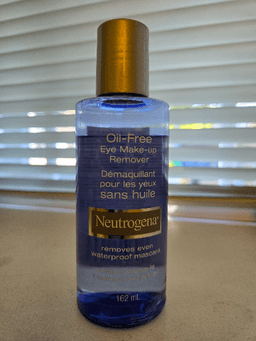 Oil-Free
Eye Make-up
Remover
Démaquillant
pour les yeux
sans huile
Neutrogena®
removes even
waterproof mascara
162 mL